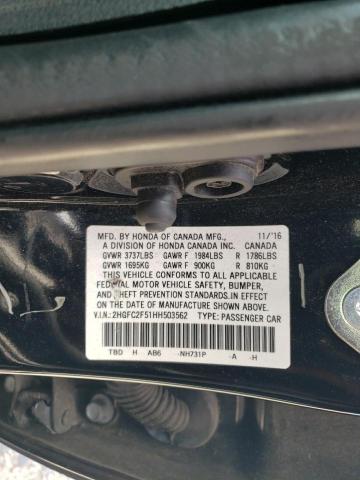 MFD. BY HONDA OF CANADA MFG., 11/'16
A DIVISION OF HONDA CANADA INC. CANADA
GVWR 3737LBS GAWR F 1984LBS R 1786LBS
GVWR 1695KG GAWR F 900KG R 810KG
THIS VEHICLE CONFORMS TO ALL APPLICABLE
FEDERAL MOTOR VEHICLE SAFETY, BUMPER,
AND THEFT PREVENTION STANDARDS IN EFFECT
ON THE DATE OF MANUFACTURE SHOWN ABOVE.
V.I.N.: 2HGFC2F51HH503562 TYPE: PASSENGER CAR
TBD H AB6 NH731P A H